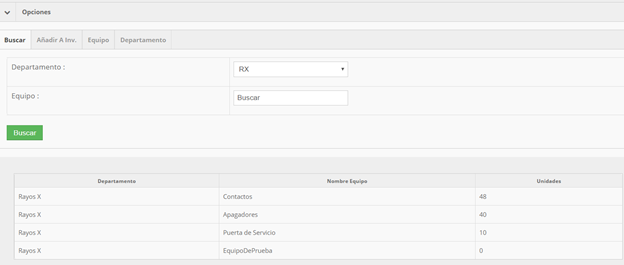 Opciones
Buscar Añadir A Inv. Equipo Departamento
Departamento : RX
Equipo : Buscar
Buscar
Departamento Nombre Equipo Unidades
Rayos X Contactos 48
Rayos X Apagadores 40
Rayos X Puerta de Servicio 10
Rayos X EquipoDePrueba 0